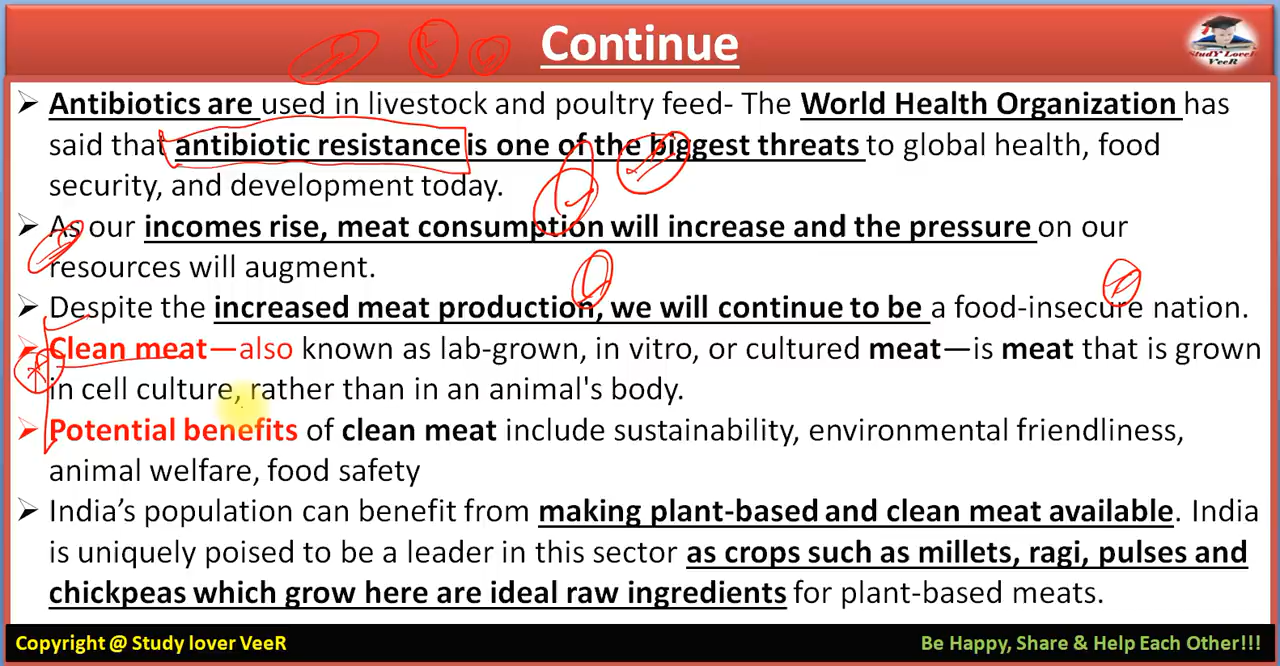 Continue
StudY LoveR
VeeR
➢ Antibiotics are used in livestock and poultry feed- The World Health Organization has
said that antibiotic resistance is one of the biggest threats to global health, food
security, and development today.
➢ As our incomes rise, meat consumption will increase and the pressure on our
resources will augment.
➢ Despite the increased meat production, we will continue to be a food-insecure nation.
➢ Clean meat—also known as lab-grown, in vitro, or cultured meat—is meat that is grown
in cell culture, rather than in an animal's body.
➢ Potential benefits of clean meat include sustainability, environmental friendliness,
animal welfare, food safety
➢ India’s population can benefit from making plant-based and clean meat available. India
is uniquely poised to be a leader in this sector as crops such as millets, ragi, pulses and
chickpeas which grow here are ideal raw ingredients for plant-based meats.
Copyright @ Study lover VeeR
Be Happy, Share & Help Each Other!!!